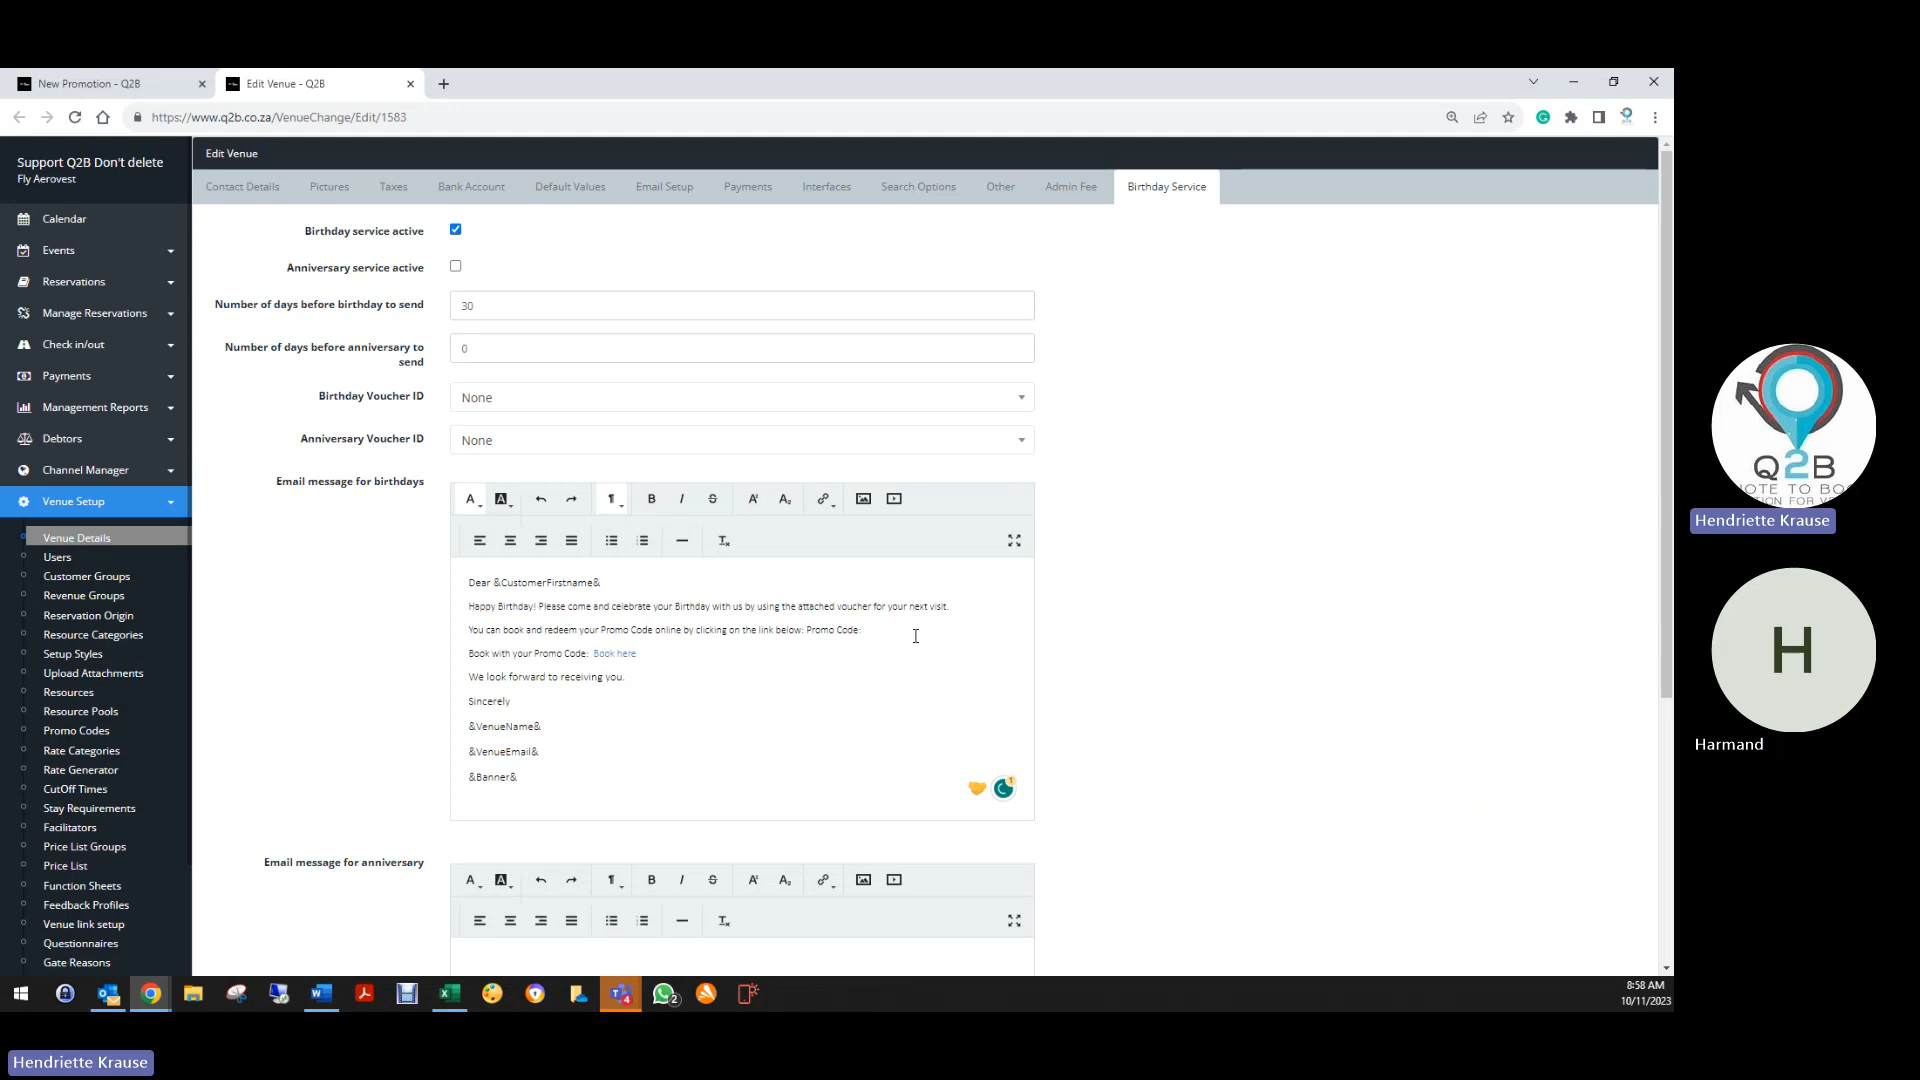 New Promotion - Q2B
Edit Venue - Q2B
https://www.q2b.co.za/VenueChange/Edit/1583
Support Q2B Don't delete
Fly Aerovest
Edit Venue
Contact Details Pictures Taxes Bank Account Default Values Email Setup Payments Interfaces Search Options Other Admin Fee Birthday Service
Calendar
Events
Reservations
Manage Reservations
Check in/out
Payments
Management Reports
Debtors
Channel Manager
Venue Setup
Venue Details
Users
Customer Groups
Revenue Groups
Reservation Origin
Resource Categories
Setup Styles
Upload Attachments
Resources
Resource Pools
Promo Codes
Rate Categories
Rate Generator
CutOff Times
Stay Requirements
Facilitators
Price List Groups
Price List
Function Sheets
Feedback Profiles
Venue link setup
Questionnaires
Gate Reasons
Birthday service active
Anniversary service active
Number of days before birthday to send
30
Number of days before anniversary to
send
0
Birthday Voucher ID
None
Anniversary Voucher ID
None
Email message for birthdays
Dear &CustomerFirstname&
Happy Birthday! Please come and celebrate your Birthday with us by using the attached voucher for your next visit.
You can book and redeem your Promo Code online by clicking on the link below: Promo Code:
Book with your Promo Code: Book here
We look forward to receiving you.
Sincerely
&VenueName&
&VenueEmail&
&Banner&
1
Email message for anniversary
4
2
8:58 AM
10/11/2023
Q2B
Hendriette Krause
H
Harmand
Hendriette Krause